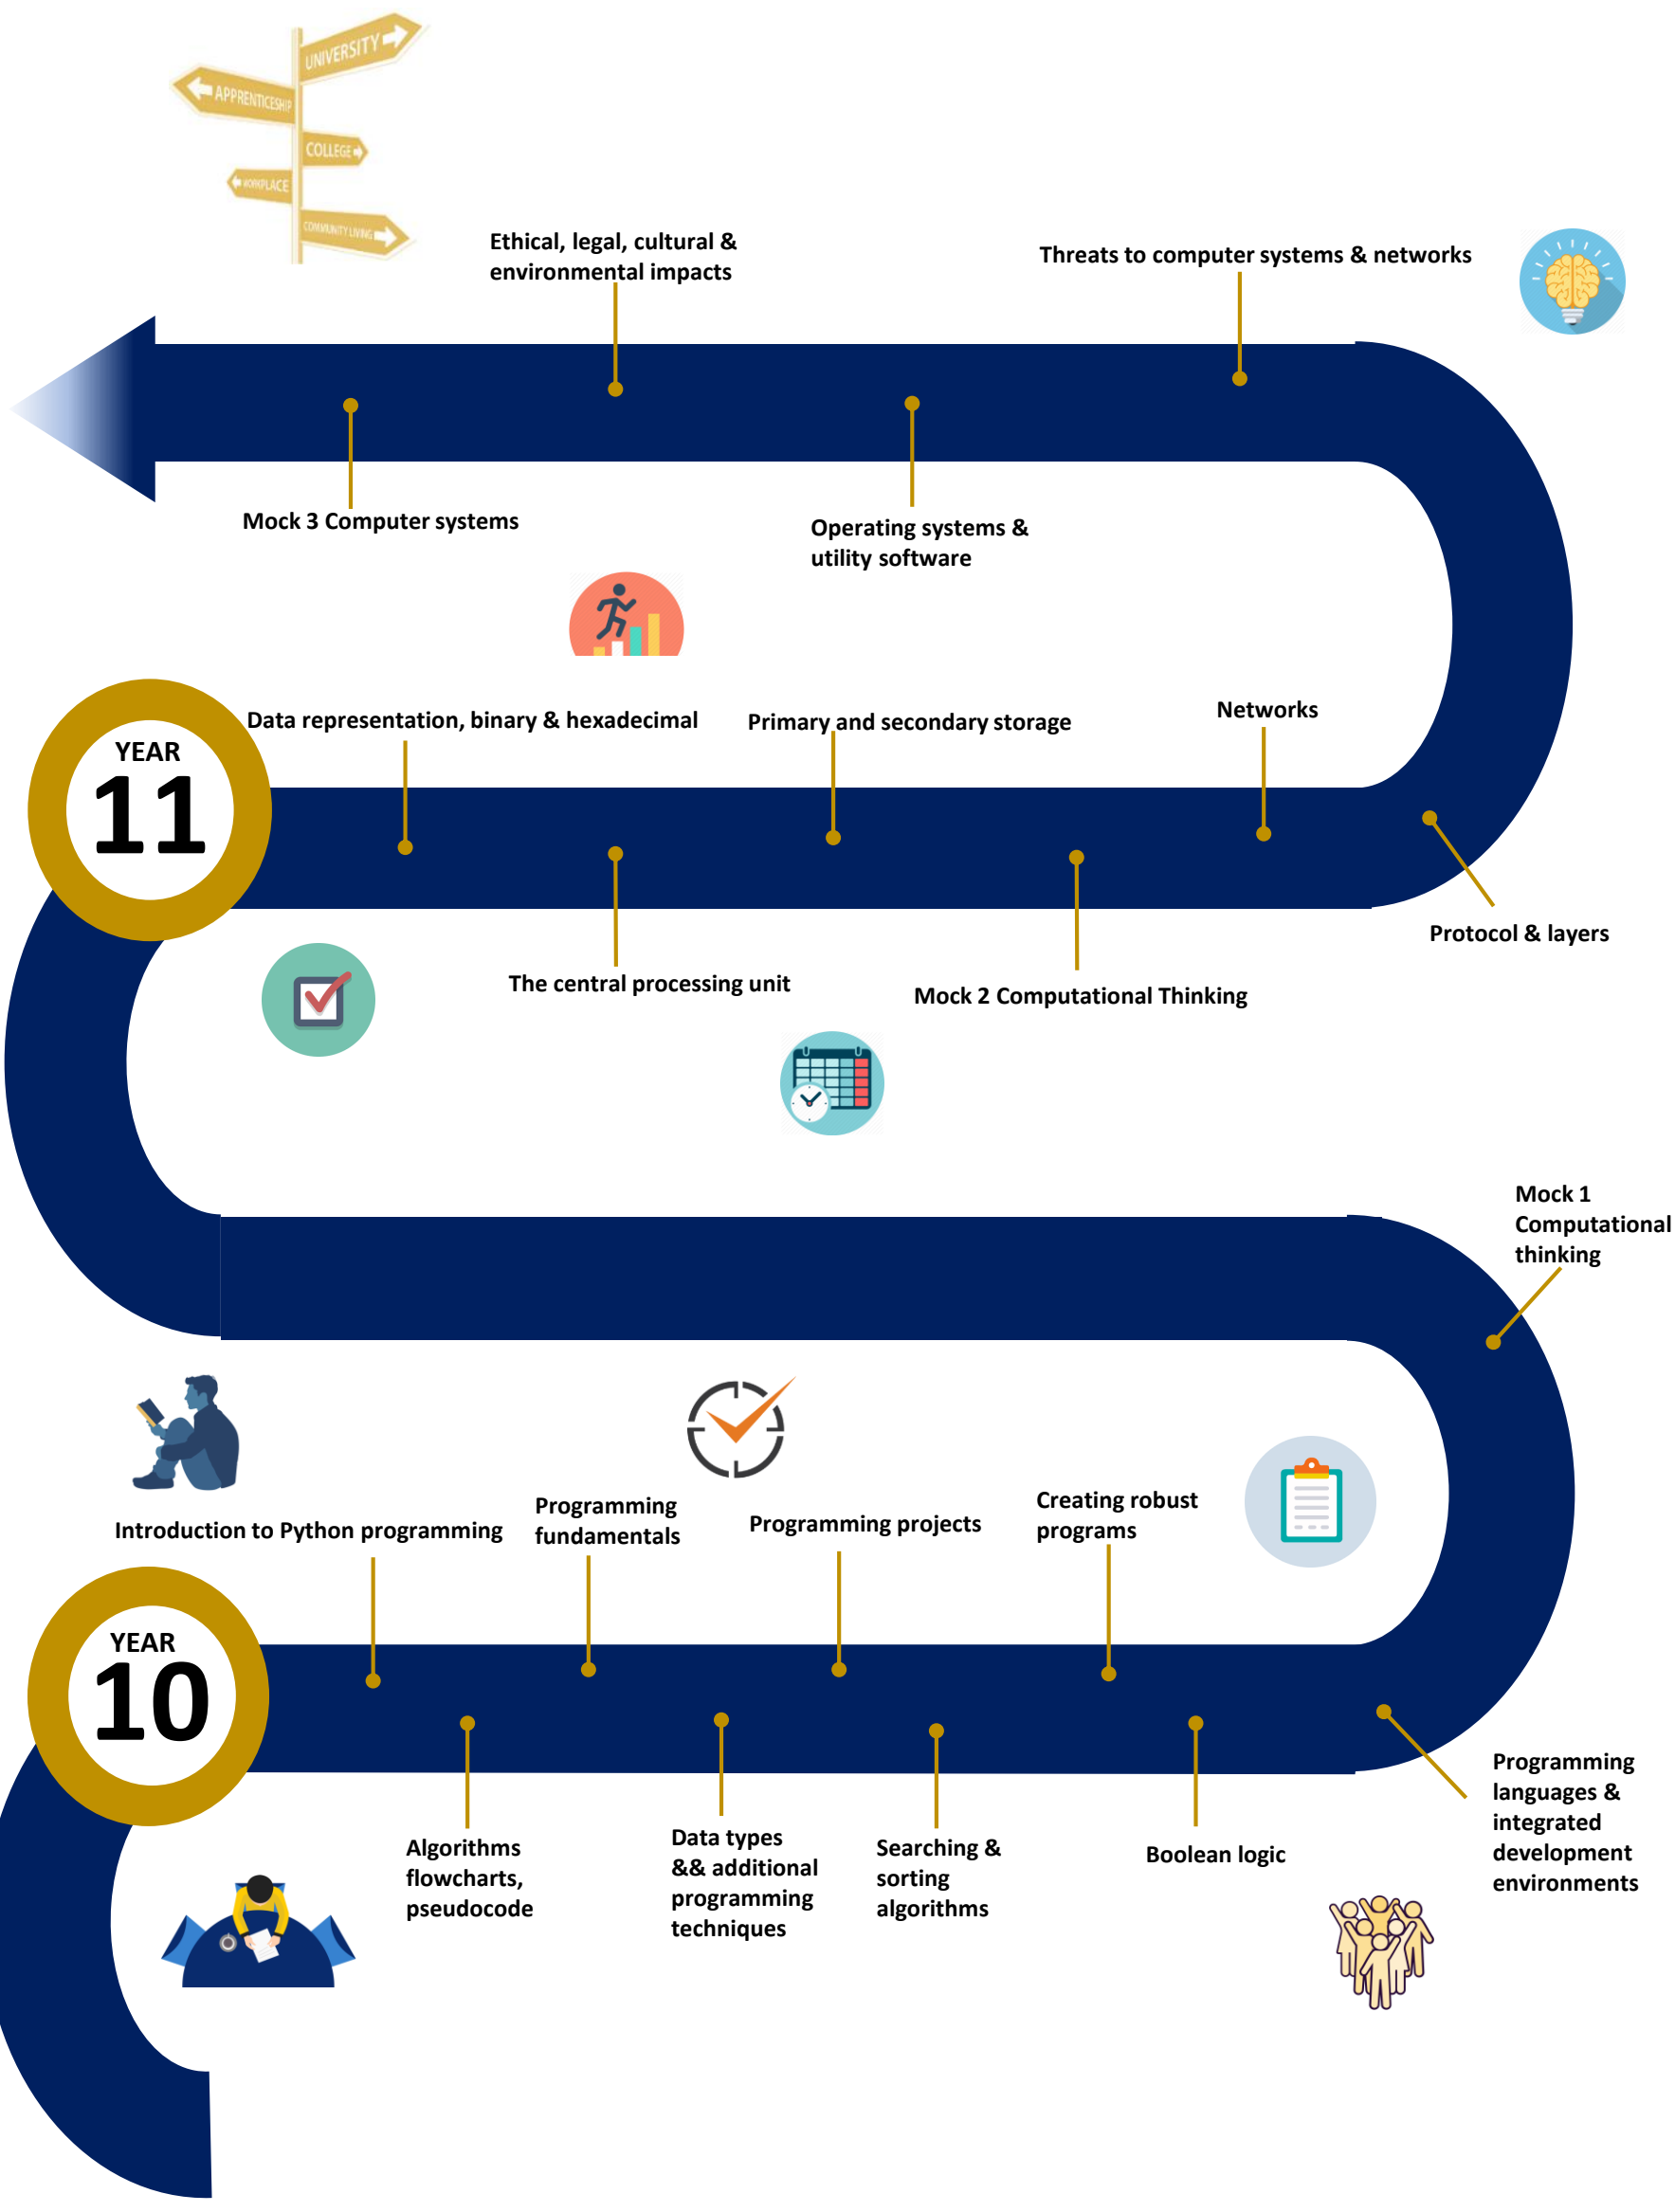 UNIVERSITY
APPRENTICESHIP
COLLEGE
WORKPLACE
COMMUNITY LIVING
Ethical, legal, cultural &
environmental impacts
Threats to computer systems & networks
Mock 3 Computer systems
Operating systems &
utility software
YEAR
11
Data representation, binary & hexadecimal
Primary and secondary storage
Networks
The central processing unit
Mock 2 Computational Thinking
Protocol & layers
Mock 1
Computational
thinking
Introduction to Python programming
Programming
fundamentals
Programming projects
Creating robust
programs
YEAR
10
Algorithms
flowcharts,
pseudocode
Data types
&& additional
programming
techniques
Searching &
sorting
algorithms
Boolean logic
Programming
languages &
integrated
development
environments